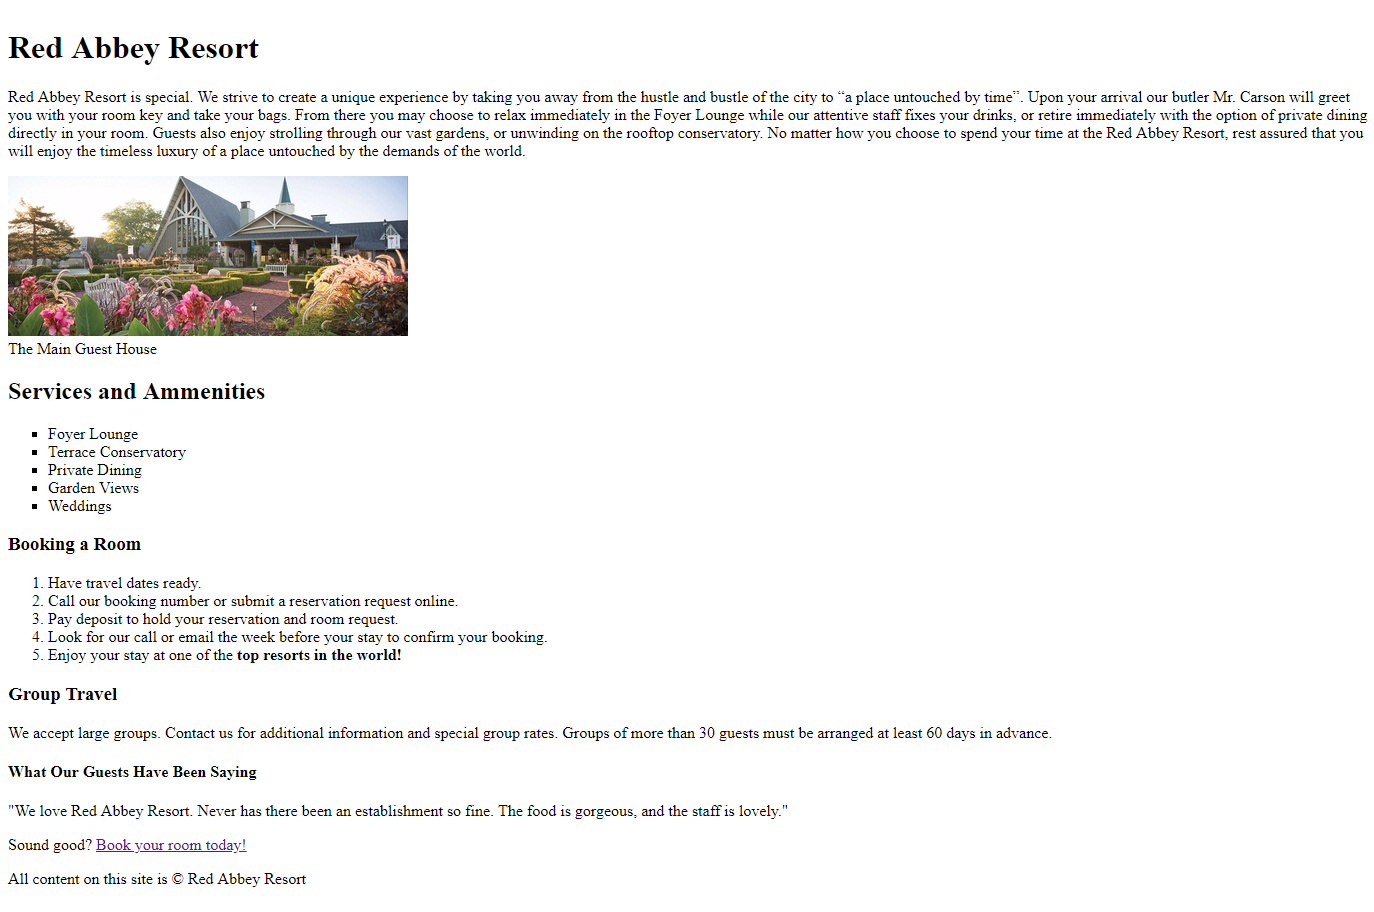 Red Abbey Resort
Red Abbey Resort is special. We strive to create a unique experience by taking you away from the hustle and bustle of the city to “a place untouched by time”. Upon your arrival our butler Mr. Carson will greet
you with your room key and take your bags. From there you may choose to relax immediately in the Foyer Lounge while our attentive staff fixes your drinks, or retire immediately with the option of private dining
directly in your room. Guests also enjoy strolling through our vast gardens, or unwinding on the rooftop conservatory. No matter how you choose to spend your time at the Red Abbey Resort, rest assured that you
will enjoy the timeless luxury of a place untouched by the demands of the world.
The Main Guest House
Services and Ammenities
▪ Foyer Lounge
▪ Terrace Conservatory
▪ Private Dining
▪ Garden Views
▪ Weddings
Booking a Room
1. Have travel dates ready.
2. Call our booking number or submit a reservation request online.
3. Pay deposit to hold your reservation and room request.
4. Look for our call or email the week before your stay to confirm your booking.
5. Enjoy your stay at one of the top resorts in the world!
Group Travel
We accept large groups. Contact us for additional information and special group rates. Groups of more than 30 guests must be arranged at least 60 days in advance.
What Our Guests Have Been Saying
"We love Red Abbey Resort. Never has there been an establishment so fine. The food is gorgeous, and the staff is lovely."
Sound good? Book your room today!
All content on this site is © Red Abbey Resort